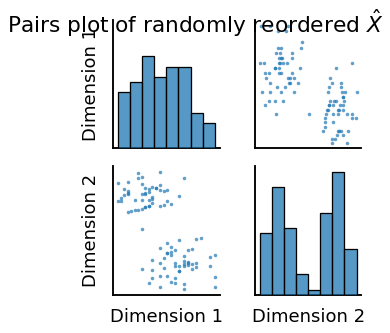 Pairs plot of randomly reordered X̂
Dimension 1
Dimension 2
Dimension 1
Dimension 2